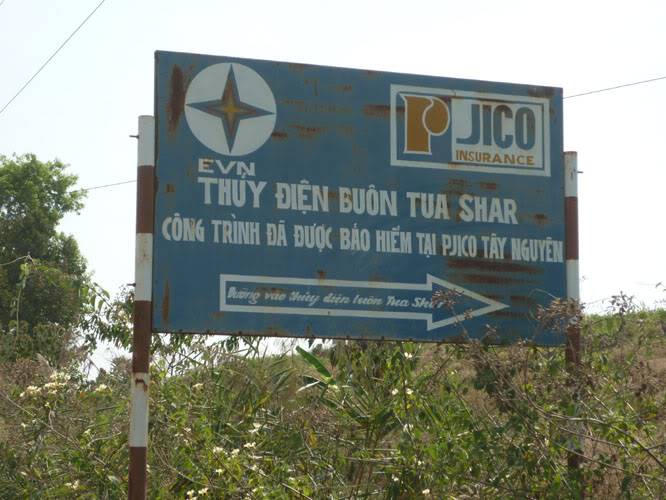 EVN
PJICO
INSURANCE
THỦY ĐIỆN BUÔN TUA SHAR
CÔNG TRÌNH ĐÃ ĐƯỢC BẢO HIỂM TẠI PJICO TÂY NGUYÊN
Đường vào thủy điện buôn Tua Shar